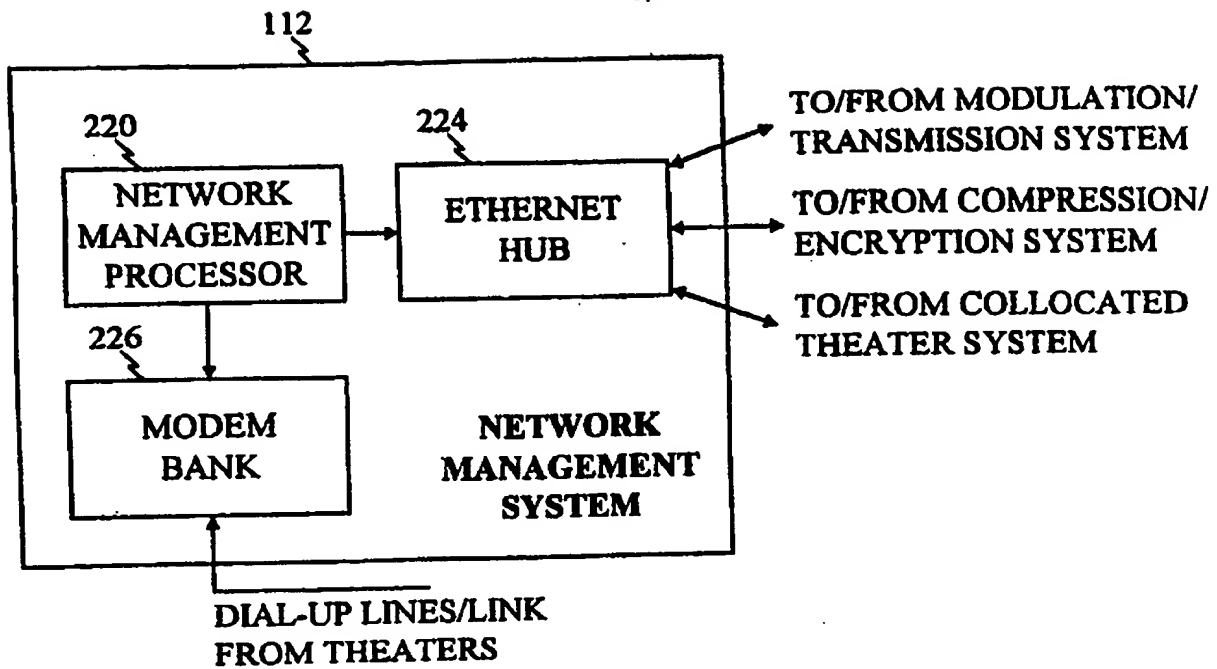 112
220
NETWORK
MANAGEMENT
PROCESSOR
224
ETHERNET
HUB
TO/FROM MODULATION/
TRANSMISSION SYSTEM
TO/FROM COMPRESSION/
ENCRYPTION SYSTEM
TO/FROM COLLOCATED
THEATER SYSTEM
226
MODEM
BANK
NETWORK
MANAGEMENT
SYSTEM
DIAL-UP LINES/LINK
FROM THEATERS